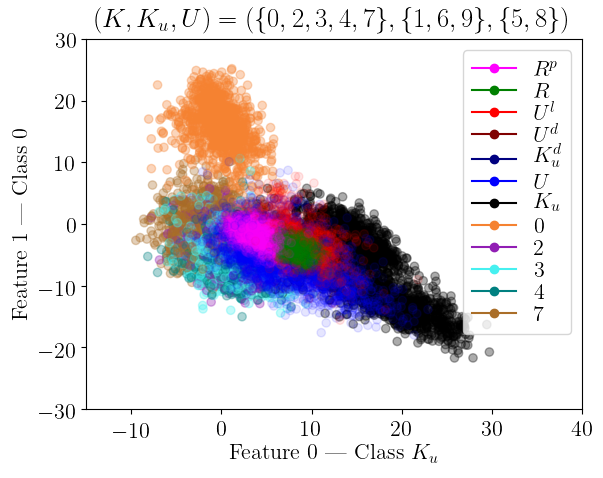 (K, K_u, U) = ({0, 2, 3, 4, 7}, {1, 6, 9}, {5, 8})
30
20
10
0
−10
−20
−30
Feature 1 — Class 0
R^p
R
U^l
U^d
K_u^d
U
K_u
0
2
3
4
7
−10
0
10
20
30
40
Feature 0 — Class K_u